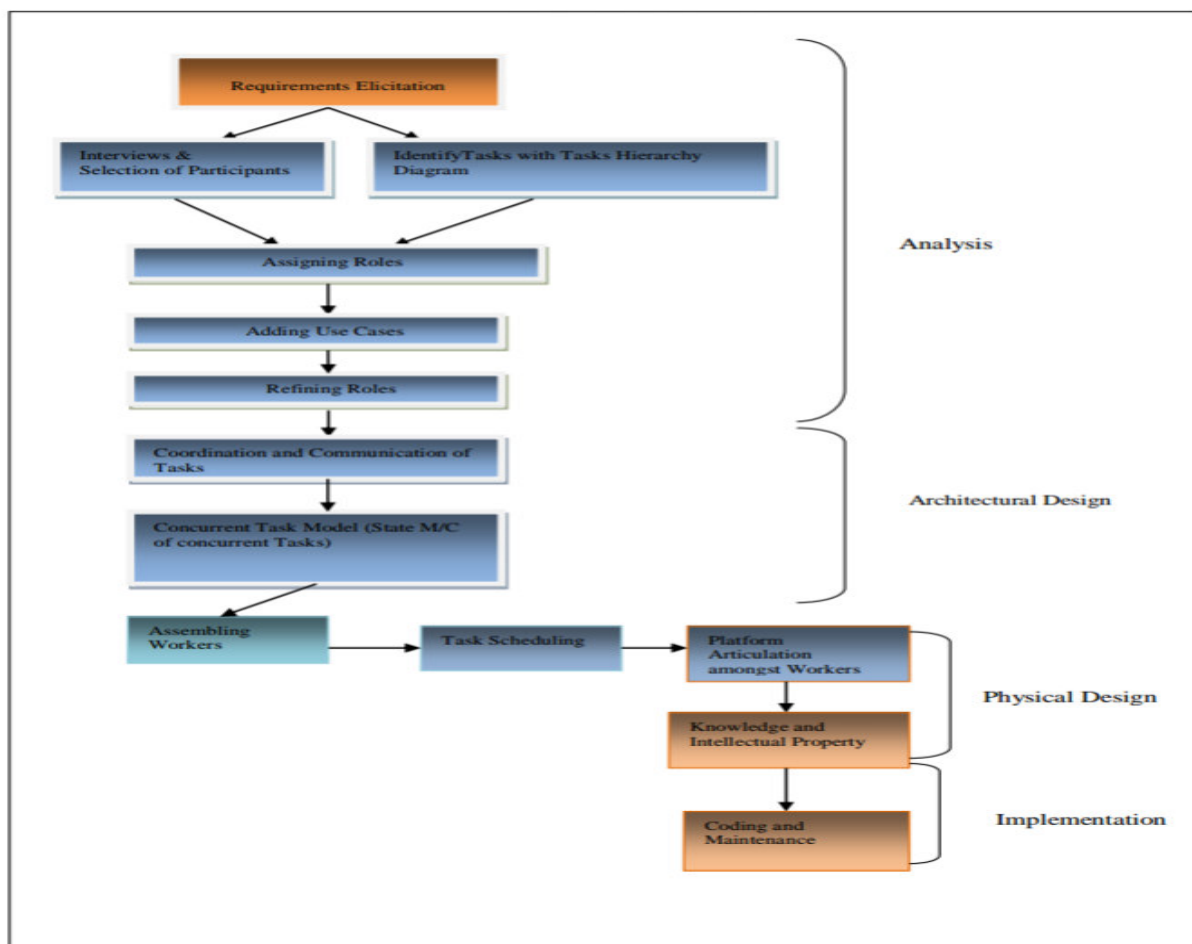 Requirements Elicitation
Interviews &
Selection of Participants
IdentifyTasks with Tasks Hierarchy
Diagram
Assigning Roles
Adding Use Cases
Refining Roles
Analysis
Coordination and Communication of
Tasks
Concurrent Task Model (State M/C
of concurrent Tasks)
Architectural Design
Assembling
Workers
Task Scheduling
Platform
Articulation
amongst Workers
Knowledge and
Intellectual Property
Physical Design
Coding and
Maintenance
Implementation